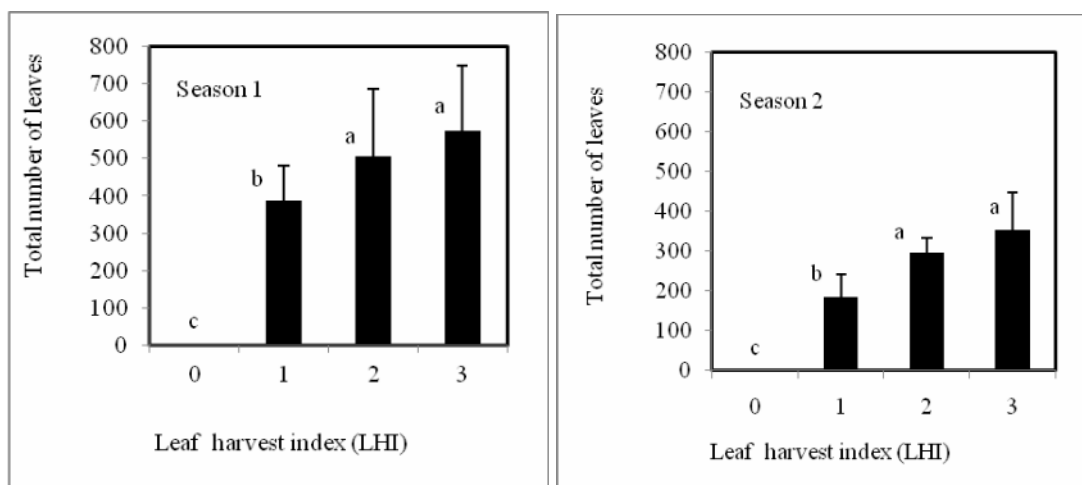 Total number of leaves
800
700
600
500
400
300
200
100
0
Season 1
c
b
a
a
0 1 2 3
Leaf harvest index (LHI)
Total number of leaves
800
700
600
500
400
300
200
100
0
Season 2
c
b
a
a
0 1 2 3
Leaf harvest index (LHI)